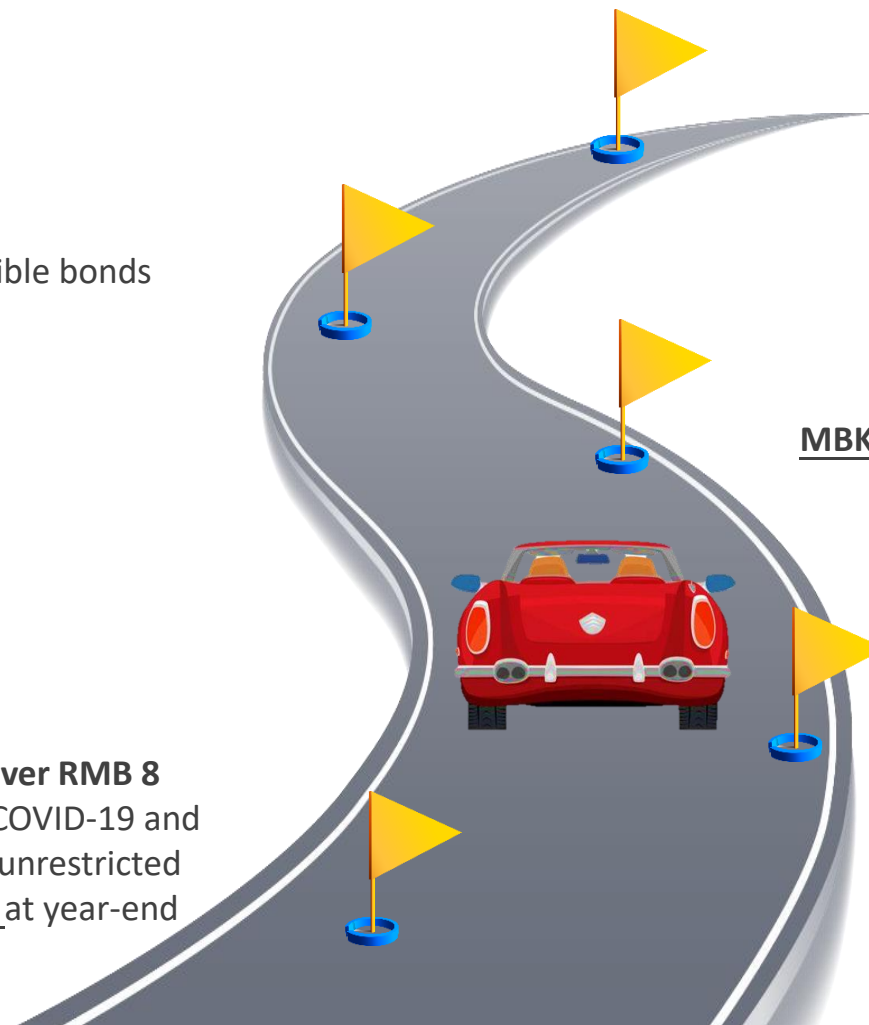 ible bonds
MBK
ver RMB 8
COVID-19 and
unrestricted
at year-end